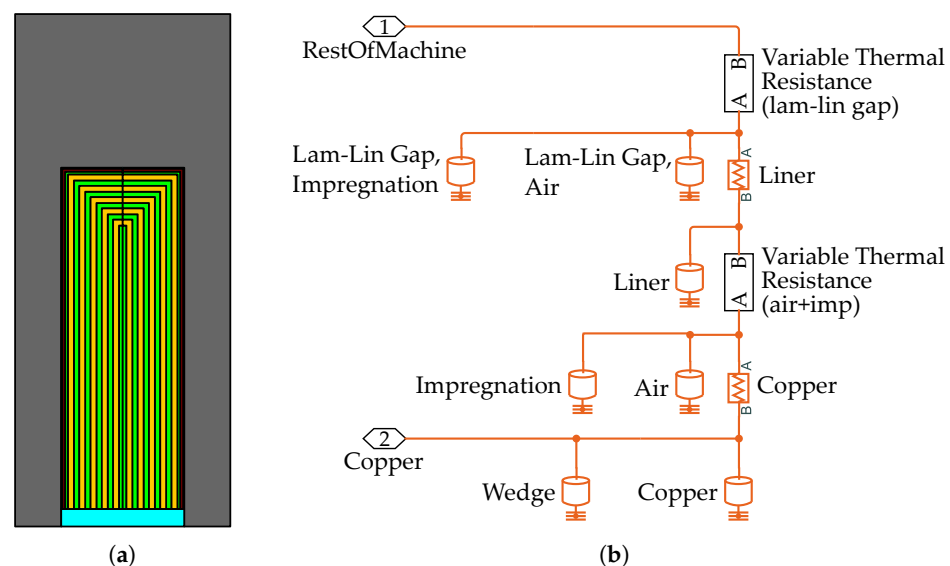 1
RestOfMachine
B
A
Variable Thermal
Resistance
(lam-lin gap)
Lam-Lin Gap,
Impregnation
Lam-Lin Gap,
Air
A
B
Liner
Liner
B
A
Variable Thermal
Resistance
(air+imp)
Impregnation
Air
A
B
Copper
2
Copper
Wedge
Copper
(a)
(b)